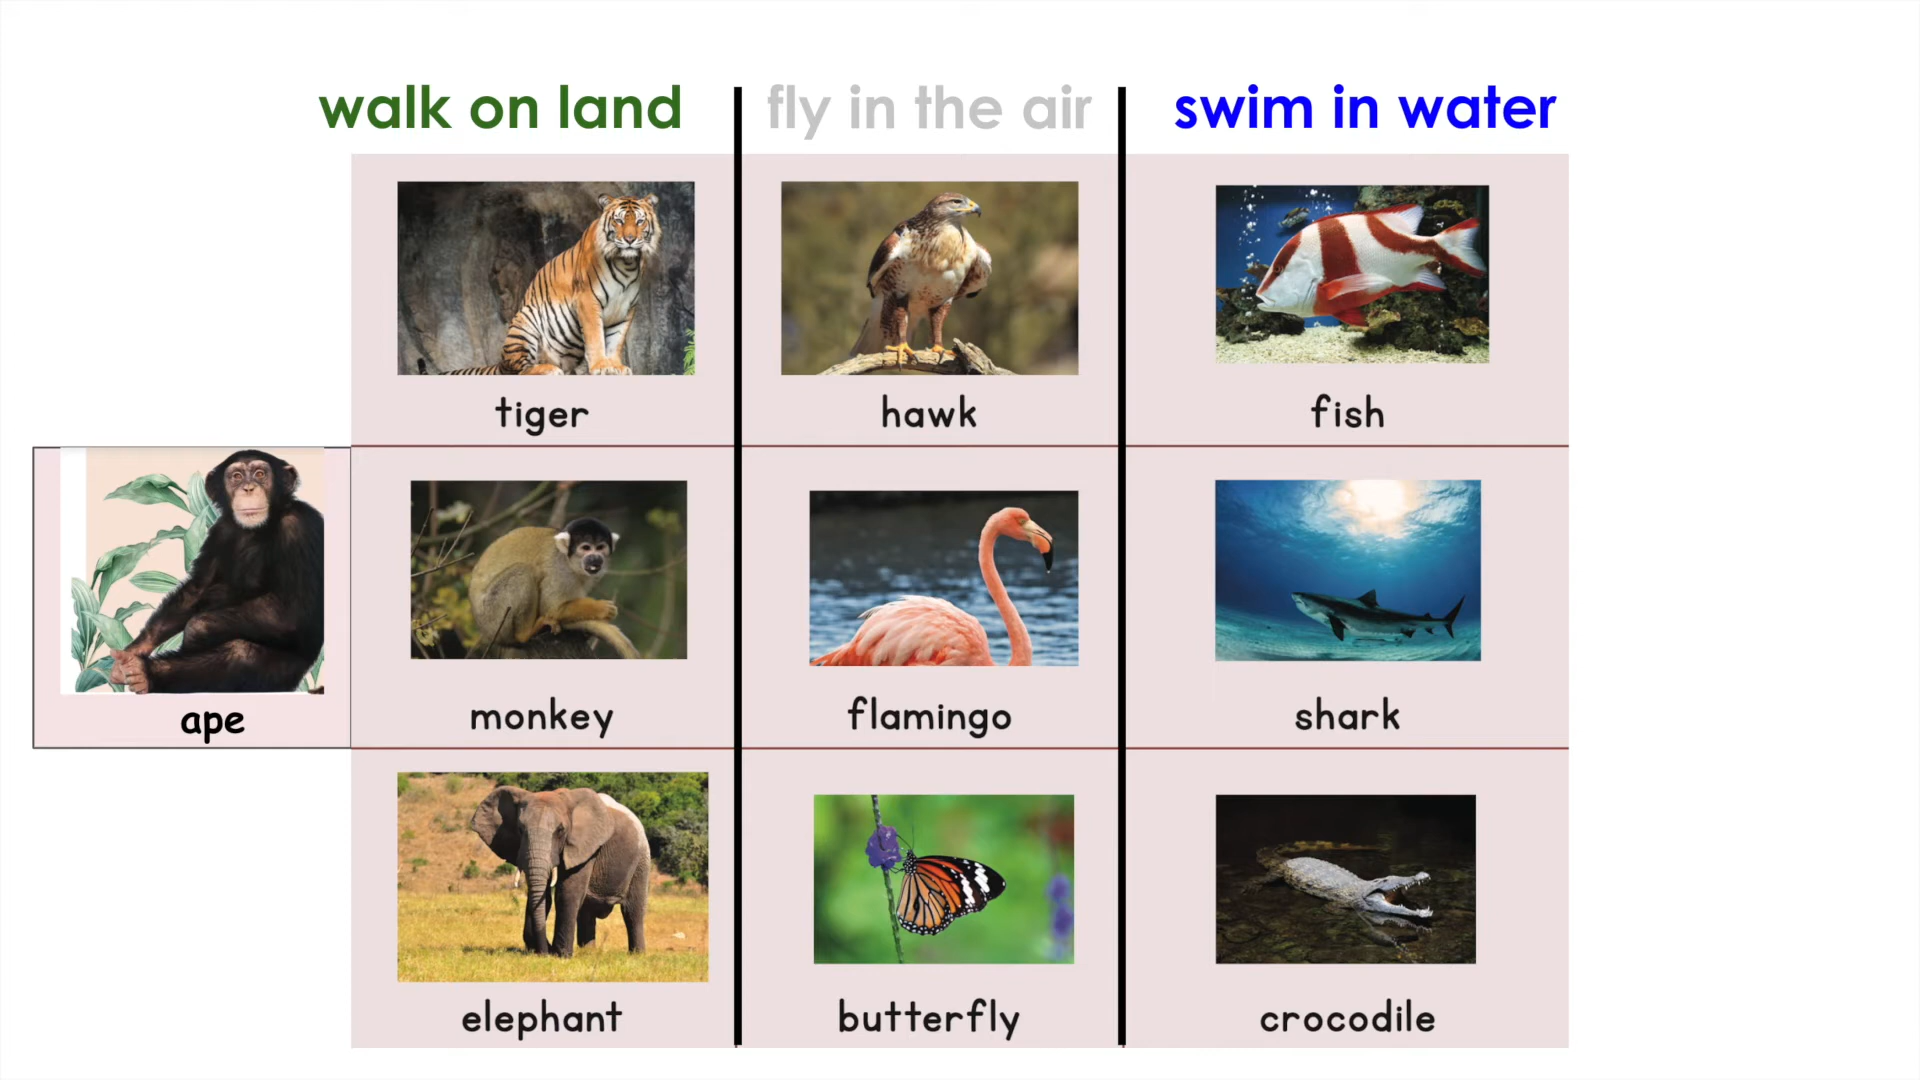 walk on land
fly in the air
swim in water
tiger
hawk
fish
ape
monkey
flamingo
shark
elephant
butterfly
crocodile